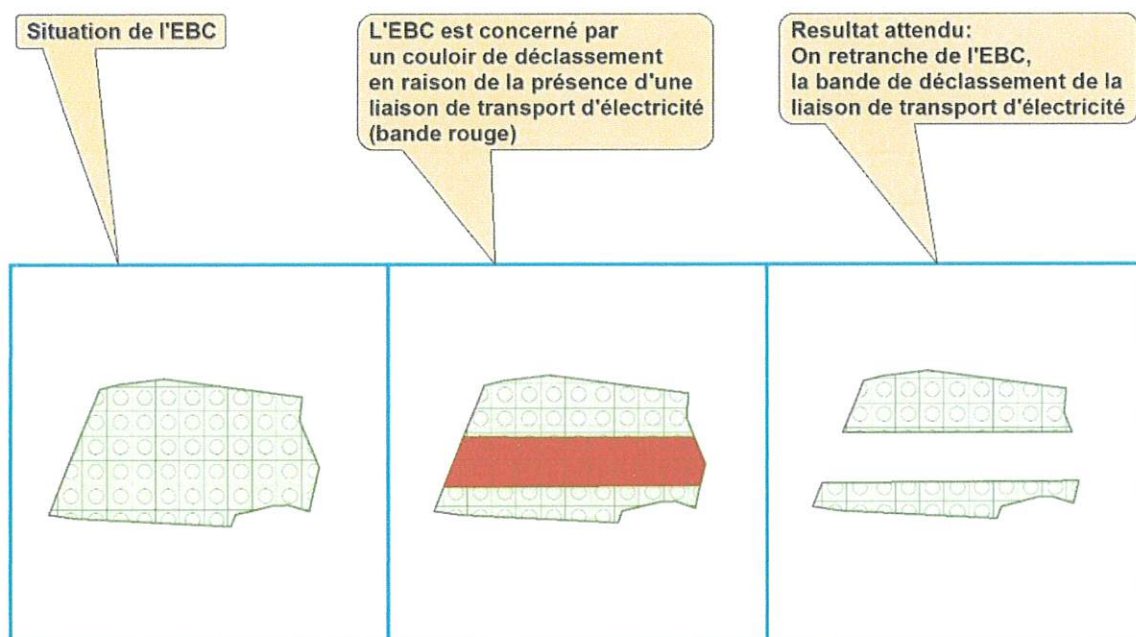 Situation de l'EBC
L'EBC est concerné par
un couloir de déclassement
en raison de la présence d'une
liaison de transport d'électricité
(bande rouge)
Resultat attendu:
On retranche de l'EBC,
la bande de déclassement de la
liaison de transport d'électricité